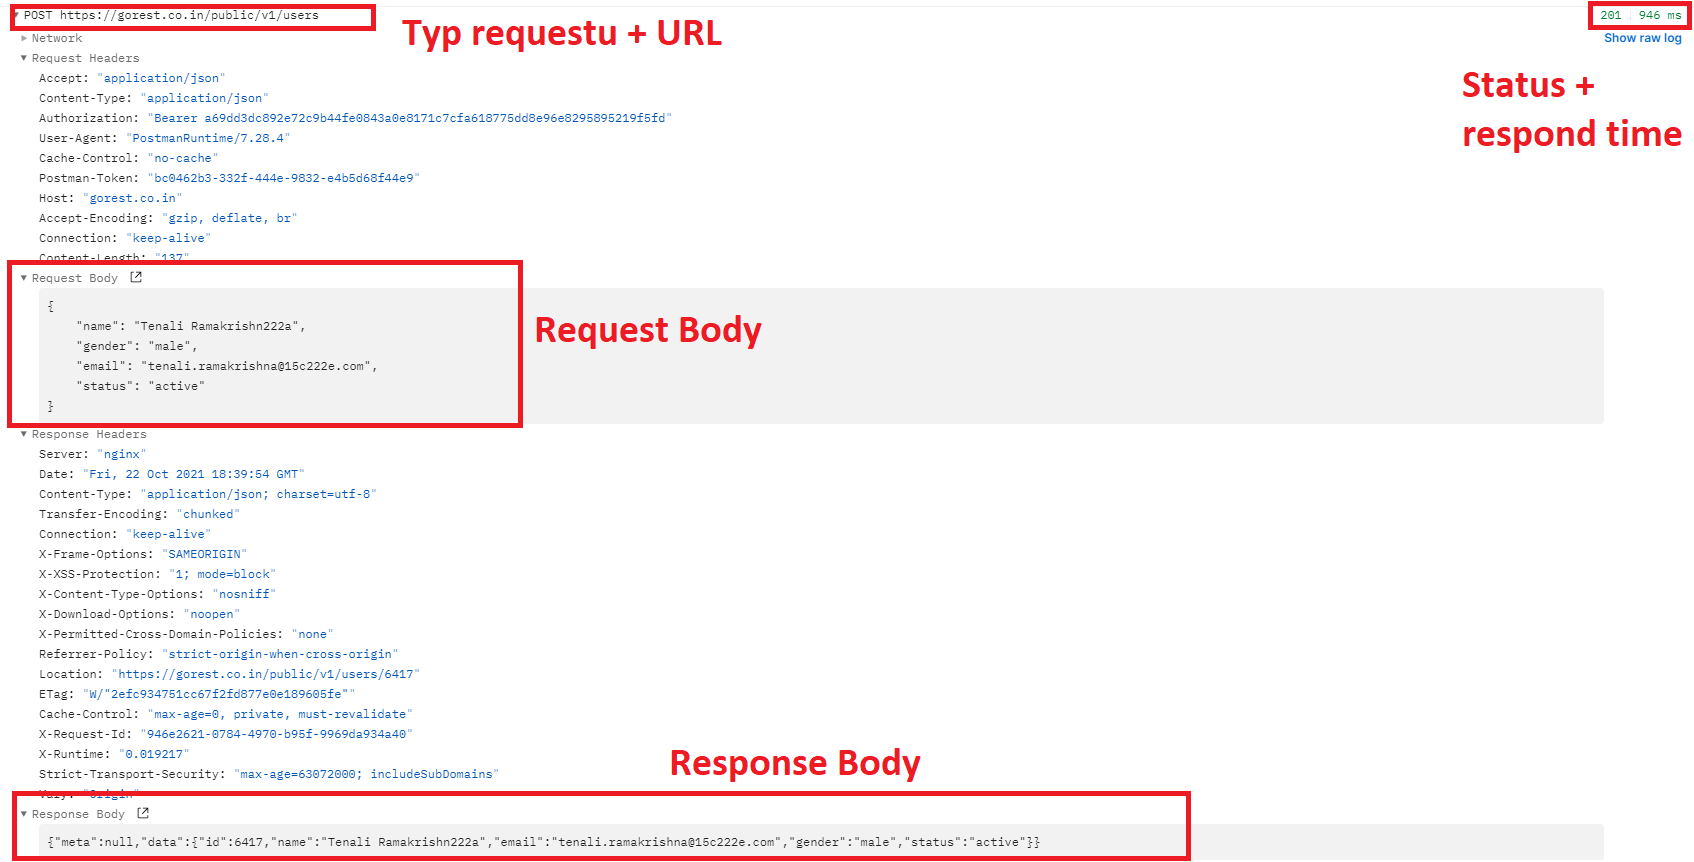 POST https://gorest.co.in/public/v1/users
Typ requestu + URL
201 946 ms
Network
Show raw log
Request Headers
Status +
respond time
Accept: "application/json"
Content-Type: "application/json"
Authorization: "Bearer a69dd3dc892e72c9b44fe0843a0e8171c7cfa618775dd8e96e8295895219f5fd"
User-Agent: "PostmanRuntime/7.28.4"
Cache-Control: "no-cache"
Postman-Token: "bc0462b3-332f-444e-9832-e4b5d68f44e9"
Host: "gorest.co.in"
Accept-Encoding: "gzip, deflate, br"
Connection: "keep-alive"
Content-Length: "137"
Request Body
Request Body
{
"name": "Tenali Ramakrishn222a",
"gender": "male",
"email": "tenali.ramakrishna@15c222e.com",
"status": "active"
}
Response Headers
Server: "nginx"
Date: "Fri, 22 Oct 2021 18:39:54 GMT"
Content-Type: "application/json; charset=utf-8"
Transfer-Encoding: "chunked"
Connection: "keep-alive"
X-Frame-Options: "SAMEORIGIN"
X-XSS-Protection: "1; mode=block"
X-Content-Type-Options: "nosniff"
X-Download-Options: "noopen"
X-Permitted-Cross-Domain-Policies: "none"
Referrer-Policy: "strict-origin-when-cross-origin"
Location: "https://gorest.co.in/public/v1/users/6417"
ETag: "W/"2efc934751cc67f2fd877e0e189605fe""
Cache-Control: "max-age=0, private, must-revalidate"
X-Request-Id: "946e2621-0784-4970-b95f-9969da934a40"
X-Runtime: "0.019217"
Strict-Transport-Security: "max-age=63072000; includeSubDomains"
Vary: "Origin"
Response Body
Response Body
{"meta":null,"data":{"id":6417,"name":"Tenali Ramakrishn222a","email":"tenali.ramakrishna@15c222e.com","gender":"male","status":"active"}}